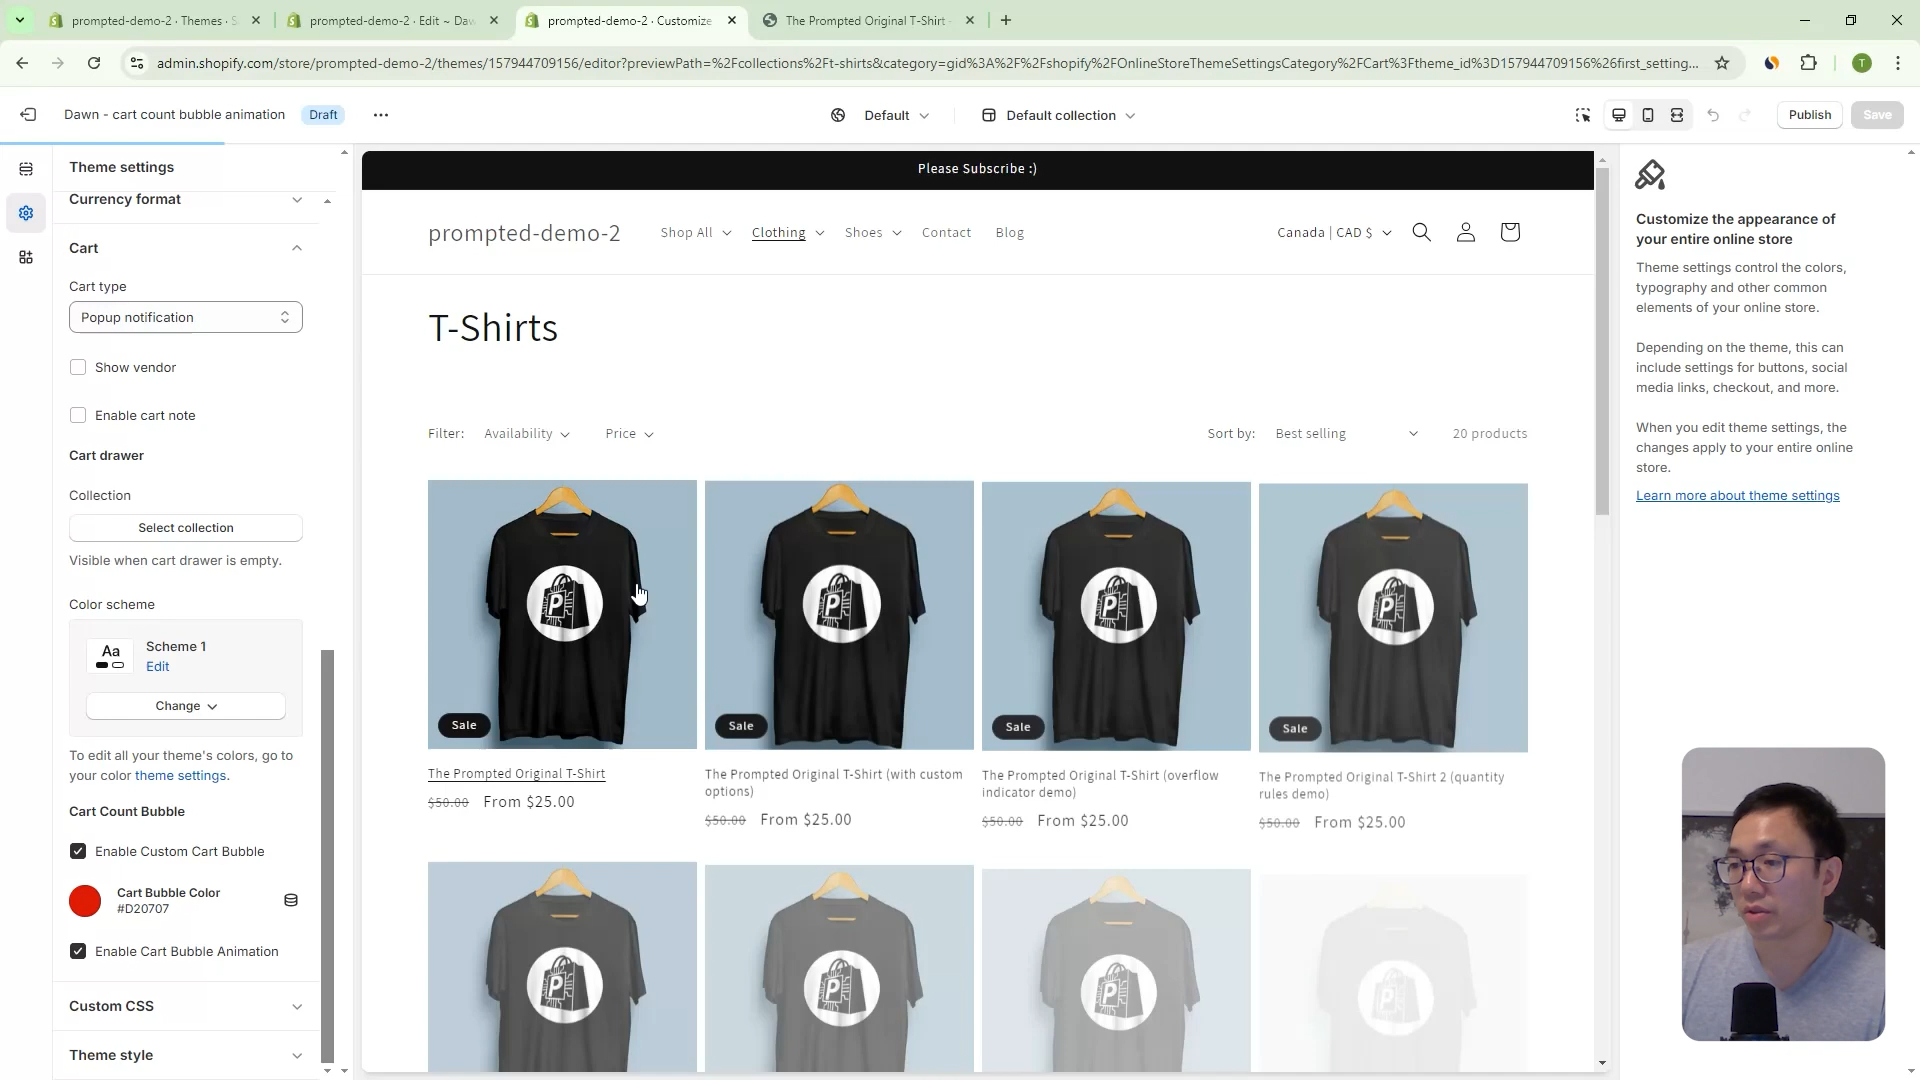 prompted-demo-2 · Themes · S
prompted-demo-2 · Edit ~ Daw
prompted-demo-2 · Customize
The Prompted Original T-Shirt
admin.shopify.com/store/prompted-demo-2/themes/157944709156/editor?previewPath=%2Fcollections%2Ft-shirts&category=gid%3A%2F%2Fshopify%2FOnlineStoreThemeSettingsCategory%2FCart%3Ftheme_id%3D157944709156%26first_setting...
T
Dawn - cart count bubble animation
Draft
Default
Default collection
Publish
Save
Theme settings
Currency format
Cart
Cart type
Popup notification
Show vendor
Enable cart note
Cart drawer
Collection
Select collection
Visible when cart drawer is empty.
Color scheme
Aa
Scheme 1
Edit
Change
To edit all your theme's colors, go to
your color theme settings.
Cart Count Bubble
Enable Custom Cart Bubble
Cart Bubble Color
#D20707
Enable Cart Bubble Animation
Custom CSS
Theme style
Please Subscribe :)
prompted-demo-2
Shop All
Clothing
Shoes
Contact
Blog
Canada | CAD $
T-Shirts
Filter:
Availability
Price
Sort by:
Best selling
20 products
P
P
P
P
Sale
Sale
Sale
Sale
The Prompted Original T-Shirt
$50.00 From $25.00
The Prompted Original T-Shirt (with custom
options)
$50.00 From $25.00
The Prompted Original T-Shirt (overflow
indicator demo)
$50.00 From $25.00
The Prompted Original T-Shirt 2 (quantity
rules demo)
$50.00 From $25.00
P
P
P
P
Customize the appearance of
your entire online store
Theme settings control the colors,
typography and other common
elements of your online store.
Depending on the theme, this can
include settings for buttons, social
media links, checkout, and more.
When you edit theme settings, the
changes apply to your entire online
store.
Learn more about theme settings